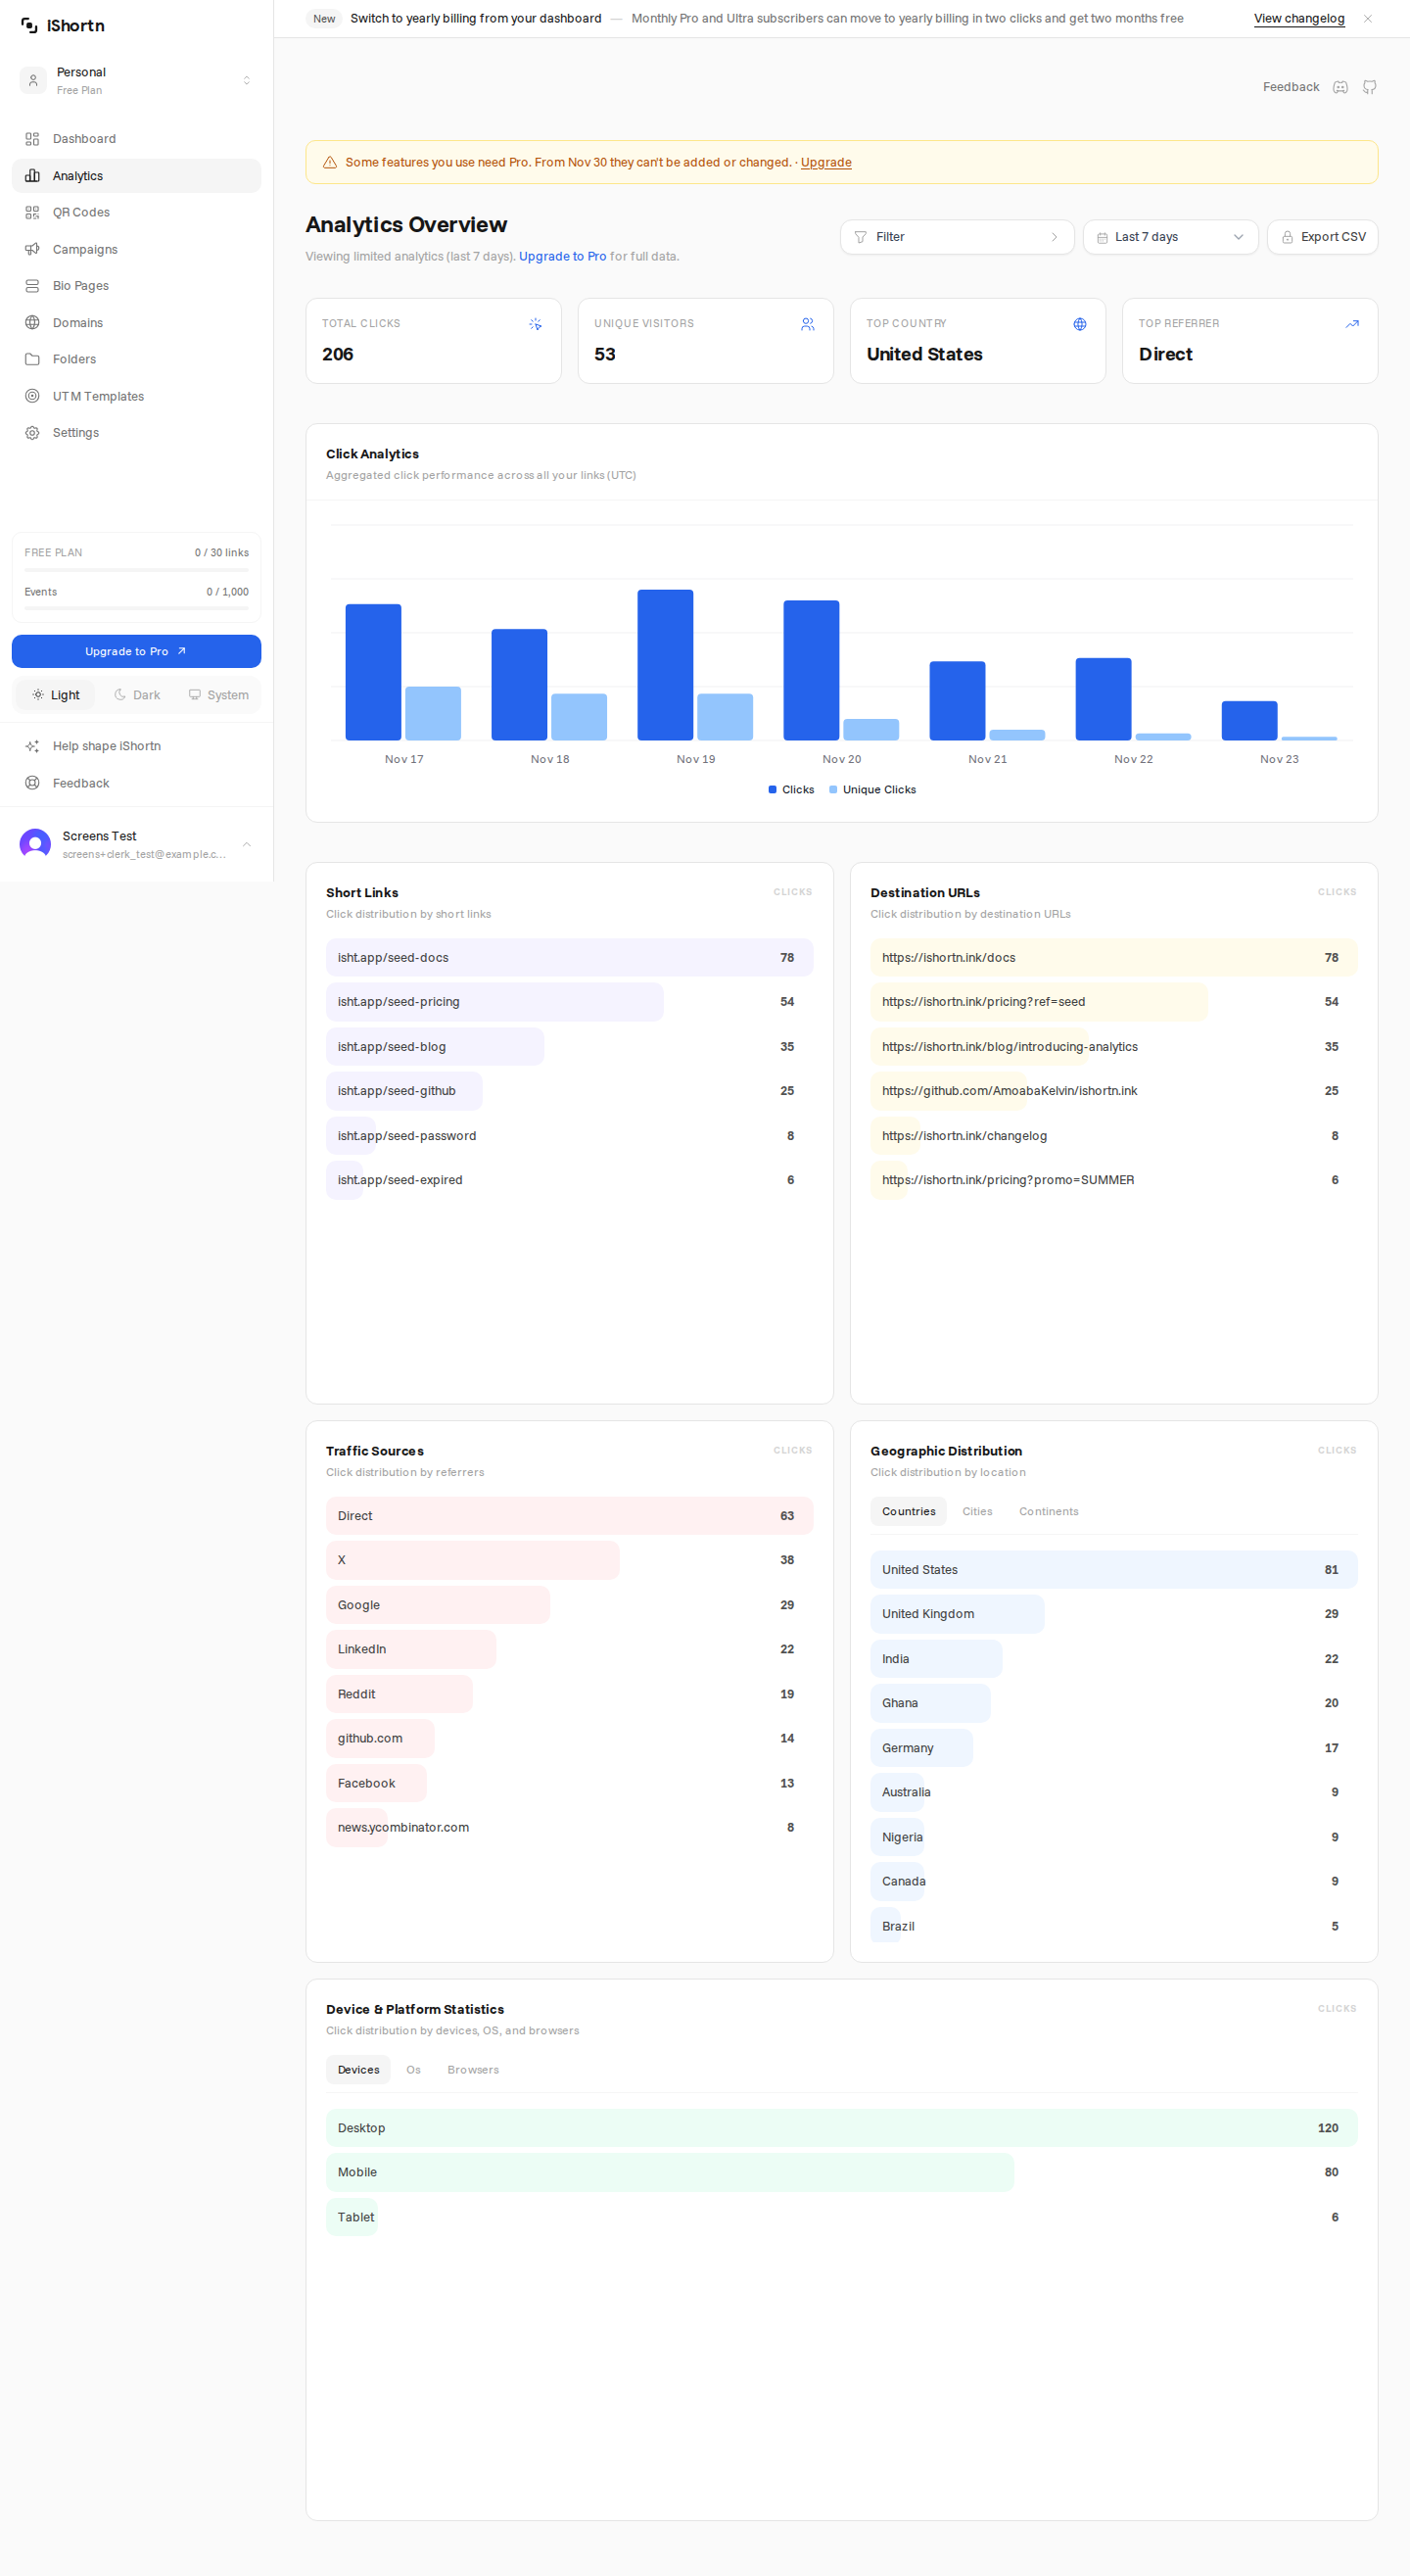 iShortn
New Switch to yearly billing from your dashboard — Monthly Pro and Ultra subscribers can move to yearly billing in two clicks and get two months free View changelog
Personal
Free Plan
Feedback
Dashboard
Analytics
QR Codes
Campaigns
Bio Pages
Domains
Folders
UTM Templates
Settings
FREE PLAN 0 / 30 links
Events 0 / 1,000
Upgrade to Pro
Light Dark System
Help shape iShortn
Feedback
Screens Test
screens+clerk_test@example.c...
Some features you use need Pro. From Nov 30 they can't be added or changed. · Upgrade
Analytics Overview
Viewing limited analytics (last 7 days). Upgrade to Pro for full data.
Filter
Last 7 days
Export CSV
TOTAL CLICKS
206
UNIQUE VISITORS
53
TOP COUNTRY
United States
TOP REFERRER
Direct
Click Analytics
Aggregated click performance across all your links (UTC)
Nov 17 Nov 18 Nov 19 Nov 20 Nov 21 Nov 22 Nov 23
Clicks Unique Clicks
Short Links CLICKS
Click distribution by short links
isht.app/seed-docs 78
isht.app/seed-pricing 54
isht.app/seed-blog 35
isht.app/seed-github 25
isht.app/seed-password 8
isht.app/seed-expired 6
Destination URLs CLICKS
Click distribution by destination URLs
https://ishortn.ink/docs 78
https://ishortn.ink/pricing?ref=seed 54
https://ishortn.ink/blog/introducing-analytics 35
https://github.com/AmoabaKelvin/ishortn.ink 25
https://ishortn.ink/changelog 8
https://ishortn.ink/pricing?promo=SUMMER 6
Traffic Sources CLICKS
Click distribution by referrers
Direct 63
X 38
Google 29
LinkedIn 22
Reddit 19
github.com 14
Facebook 13
news.ycombinator.com 8
Geographic Distribution CLICKS
Click distribution by location
Countries Cities Continents
United States 81
United Kingdom 29
India 22
Ghana 20
Germany 17
Australia 9
Nigeria 9
Canada 9
Brazil 5
Device & Platform Statistics CLICKS
Click distribution by devices, OS, and browsers
Devices Os Browsers
Desktop 120
Mobile 80
Tablet 6